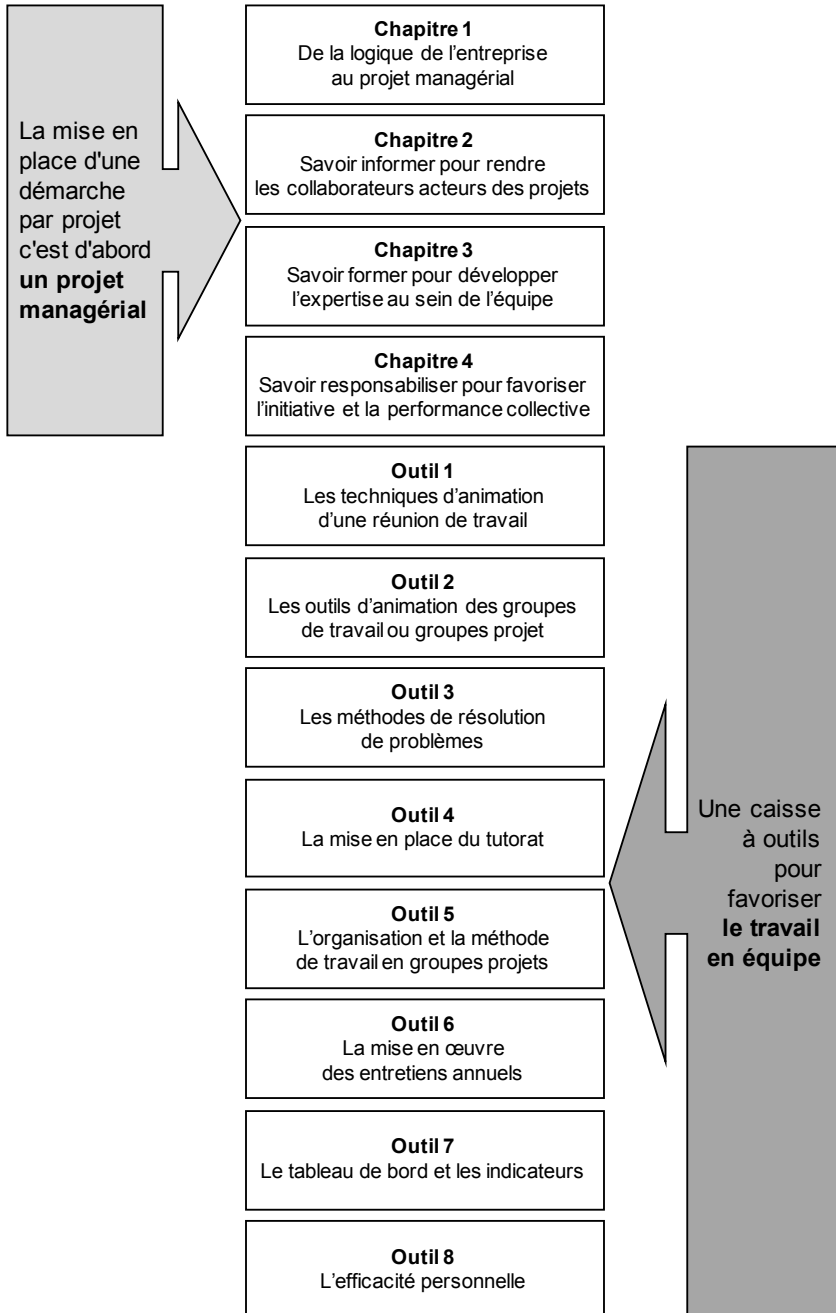 La mise en
place d'une
démarche
par projet
c'est d'abord
un projet
managérial
Chapitre 1
De la logique de l’entreprise
au projet managérial
Chapitre 2
Savoir informer pour rendre
les collaborateurs acteurs des projets
Chapitre 3
Savoir former pour développer
l’expertise au sein de l’équipe
Chapitre 4
Savoir responsabiliser pour favoriser
l’initiative et la performance collective
Outil 1
Les techniques d’animation
d’une réunion de travail
Outil 2
Les outils d’animation des groupes
de travail ou groupes projet
Outil 3
Les méthodes de résolution
de problèmes
Outil 4
La mise en place du tutorat
Outil 5
L’organisation et la méthode
de travail en groupes projets
Outil 6
La mise en œuvre
des entretiens annuels
Outil 7
Le tableau de bord et les indicateurs
Outil 8
L’efficacité personnelle
Une caisse
à outils
pour
favoriser
le travail
en équipe